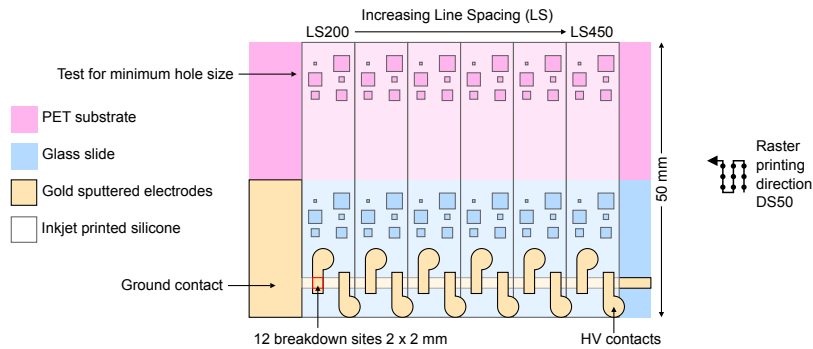 Increasing Line Spacing (LS)
LS200
LS450
Test for minimum hole size
PET substrate
Glass slide
Gold sputtered electrodes
Inkjet printed silicone
Ground contact
12 breakdown sites 2 x 2 mm
HV contacts
50 mm
Raster
printing
direction
DS50